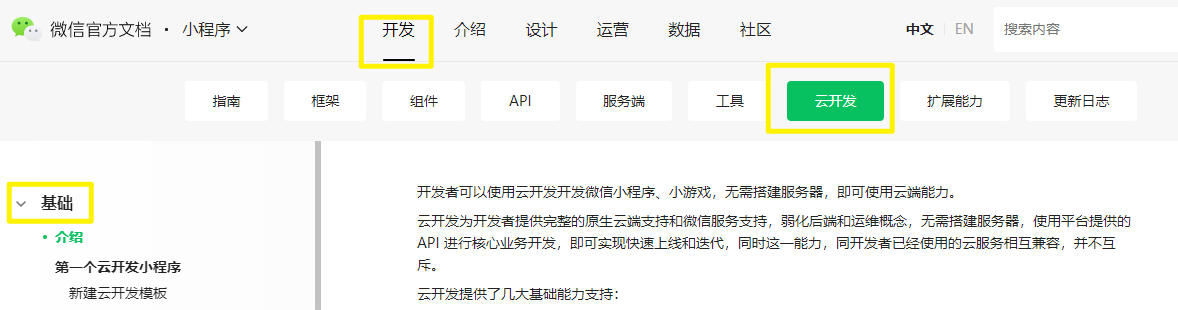 微信官方文档 · 小程序 开发 介绍 设计 运营 数据 社区 中文 EN 搜索内容
指南 框架 组件 API 服务端 工具 云开发 扩展能力 更新日志
基础
介绍
第一个云开发小程序
新建云开发模板
开发者可以使用云开发开发微信小程序、小游戏，无需搭建服务器，即可使用云端能力。
云开发为开发者提供完整的原生云端支持和微信服务支持，弱化后端和运维概念，无需搭建服务器，使用平台提供的
API 进行核心业务开发，即可实现快速上线和迭代，同时这一能力，同开发者已经使用的云服务相互兼容，并不互
斥。
云开发提供了几大基础能力支持：